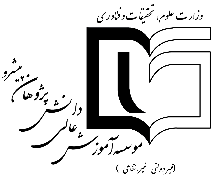 وزارت علوم، تحقیقات و فناوری
موسسه آموزش عالی
دانش پژوهان پیشرو
(غیردولتی غیرانتفاعی)